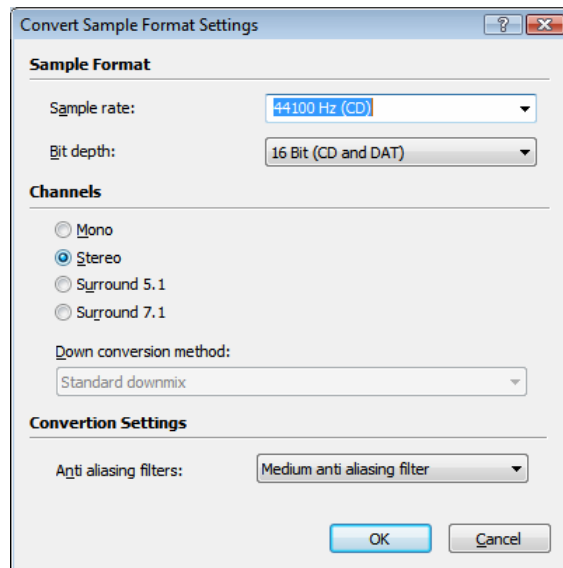 Convert Sample Format Settings
Sample Format
Sample rate: 44100 Hz (CD)
Bit depth: 16 Bit (CD and DAT)
Channels
Mono
Stereo
Surround 5.1
Surround 7.1
Down conversion method:
Standard downmix
Convertion Settings
Anti aliasing filters: Medium anti aliasing filter
OK Cancel